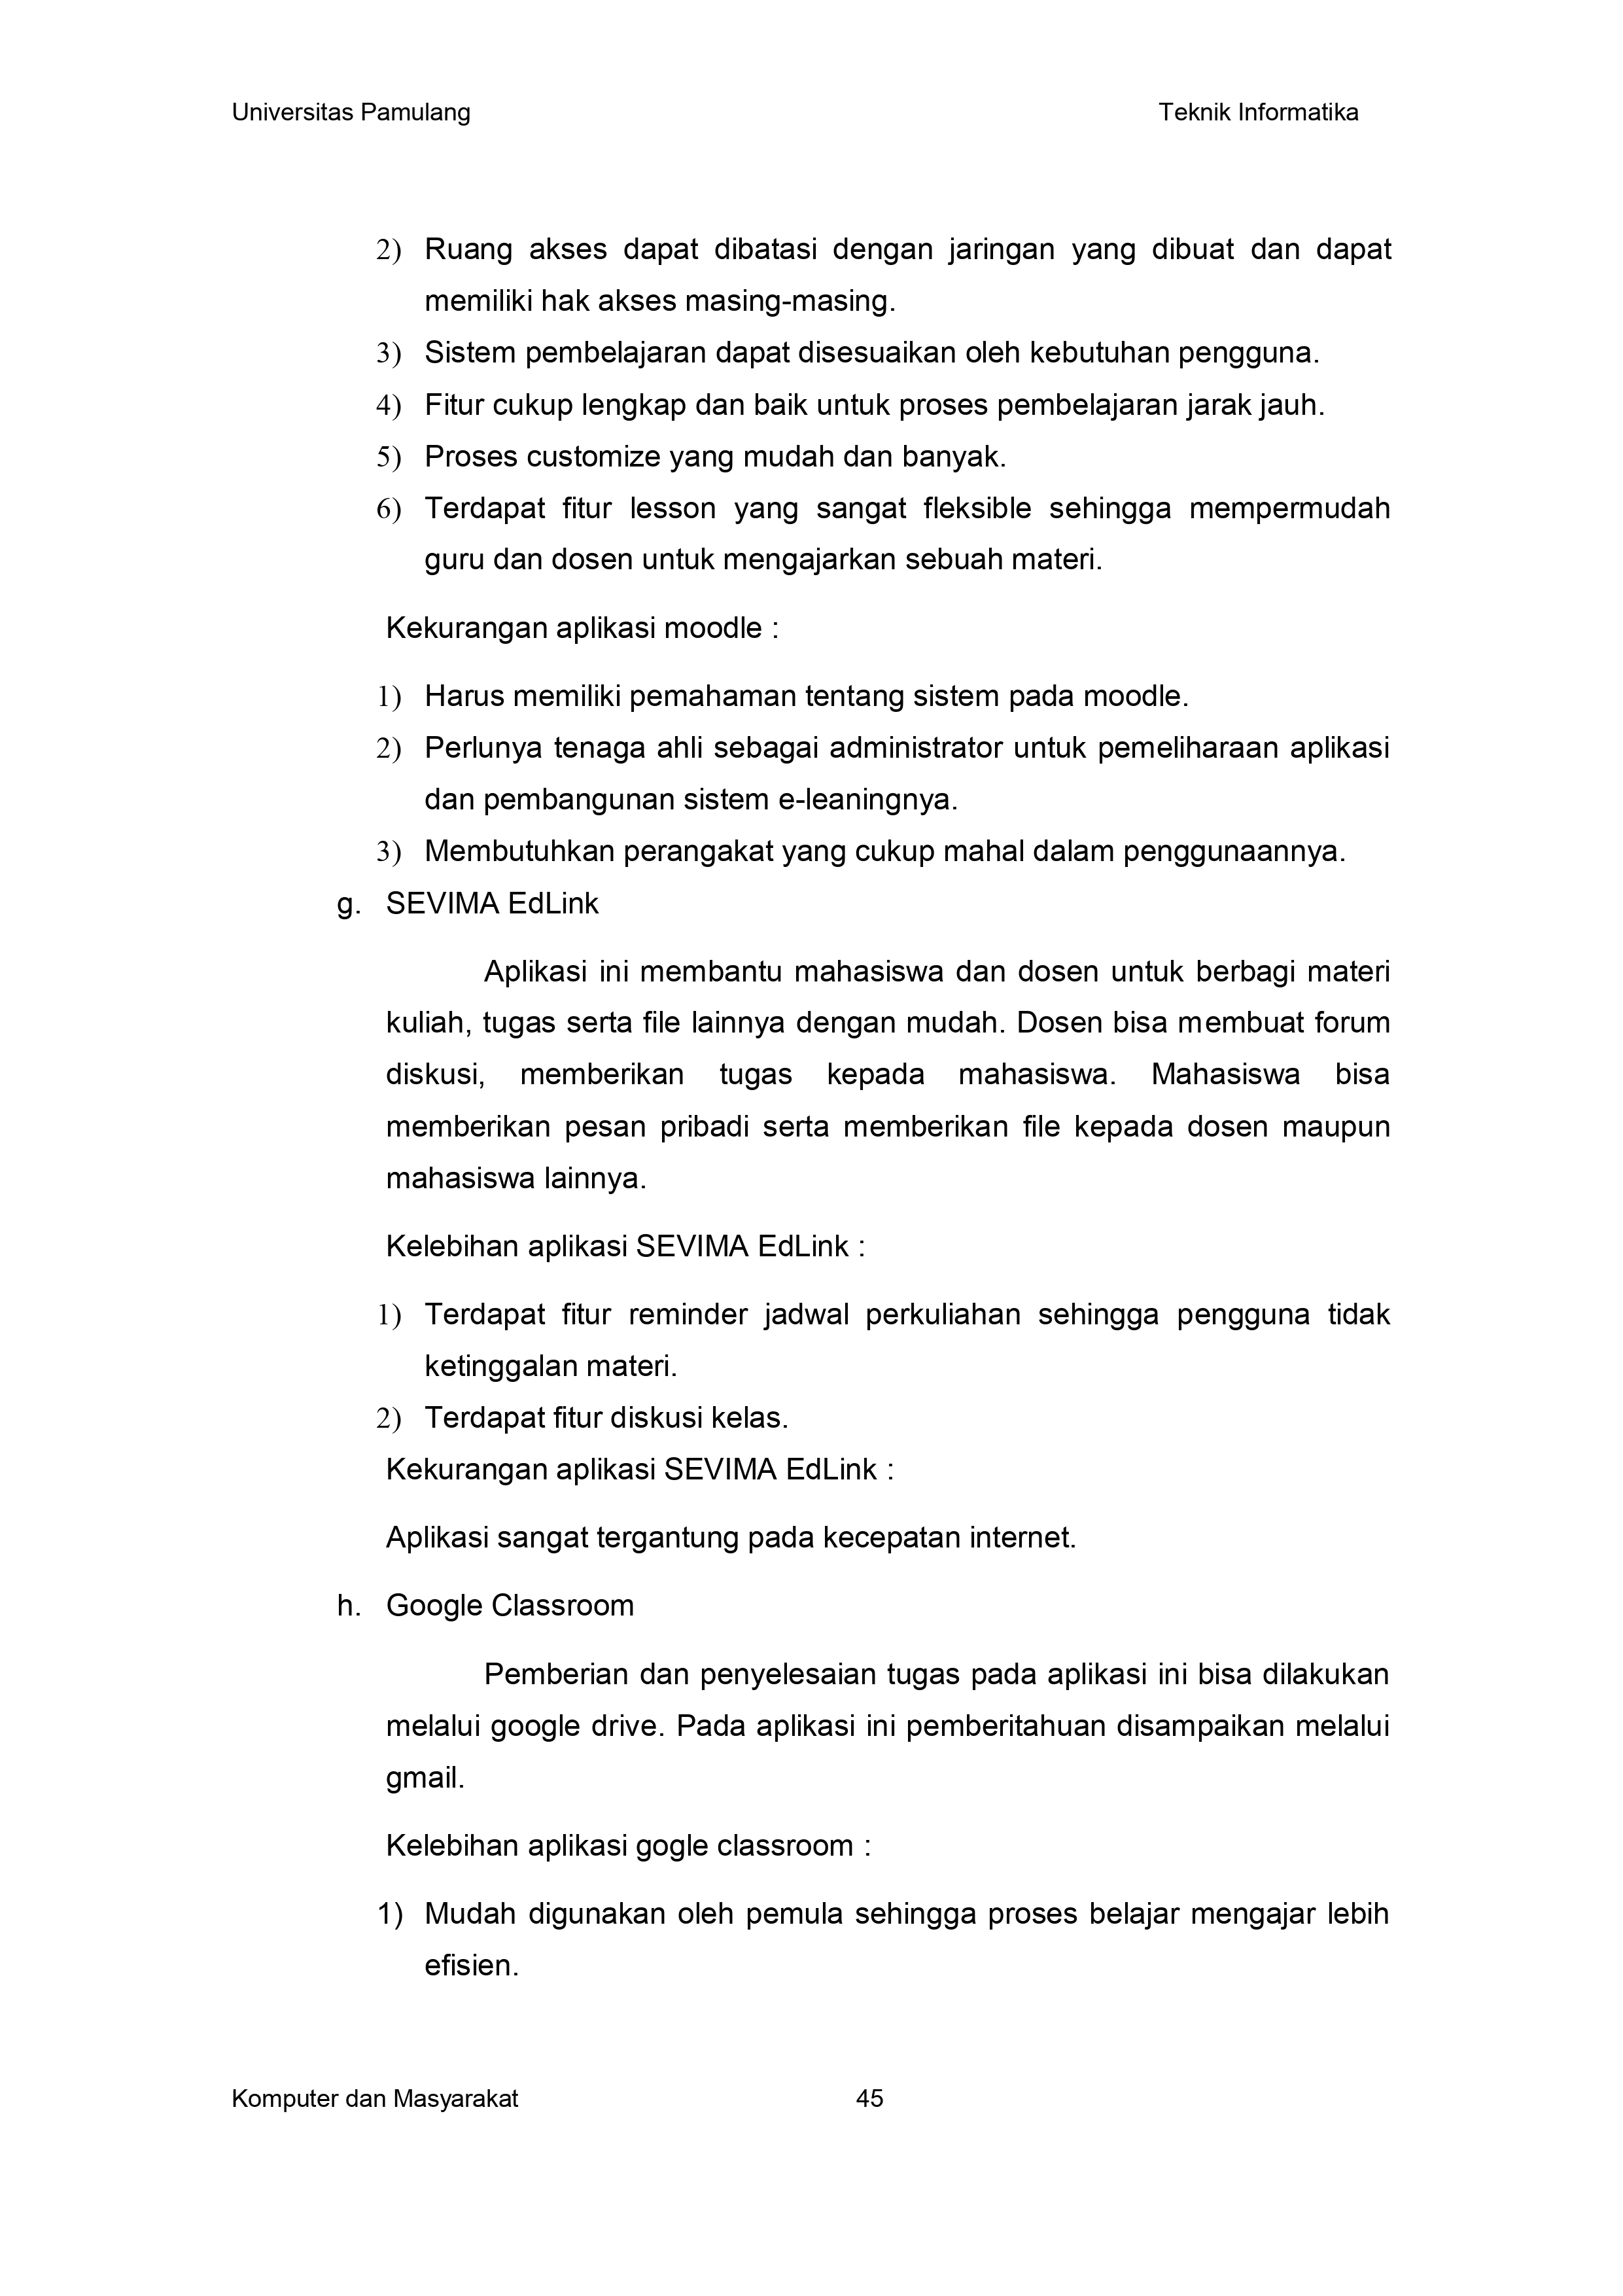 Universitas Pamulang Teknik Informatika
2) Ruang akses dapat dibatasi dengan jaringan yang dibuat dan dapat
memiliki hak akses masing-masing.
3) Sistem pembelajaran dapat disesuaikan oleh kebutuhan pengguna.
4) Fitur cukup lengkap dan baik untuk proses pembelajaran jarak jauh.
5) Proses customize yang mudah dan banyak.
6) Terdapat fitur lesson yang sangat fleksible sehingga mempermudah
guru dan dosen untuk mengajarkan sebuah materi.
Kekurangan aplikasi moodle :
1) Harus memiliki pemahaman tentang sistem pada moodle.
2) Perlunya tenaga ahli sebagai administrator untuk pemeliharaan aplikasi
dan pembangunan sistem e-leaningnya.
3) Membutuhkan perangakat yang cukup mahal dalam penggunaannya.
g. SEVIMA EdLink
Aplikasi ini membantu mahasiswa dan dosen untuk berbagi materi
kuliah, tugas serta file lainnya dengan mudah. Dosen bisa membuat forum
diskusi, memberikan tugas kepada mahasiswa. Mahasiswa bisa
memberikan pesan pribadi serta memberikan file kepada dosen maupun
mahasiswa lainnya.
Kelebihan aplikasi SEVIMA EdLink :
1) Terdapat fitur reminder jadwal perkuliahan sehingga pengguna tidak
ketinggalan materi.
2) Terdapat fitur diskusi kelas.
Kekurangan aplikasi SEVIMA EdLink :
Aplikasi sangat tergantung pada kecepatan internet.
h. Google Classroom
Pemberian dan penyelesaian tugas pada aplikasi ini bisa dilakukan
melalui google drive. Pada aplikasi ini pemberitahuan disampaikan melalui
gmail.
Kelebihan aplikasi gogle classroom :
1) Mudah digunakan oleh pemula sehingga proses belajar mengajar lebih
efisien.
Komputer dan Masyarakat 45